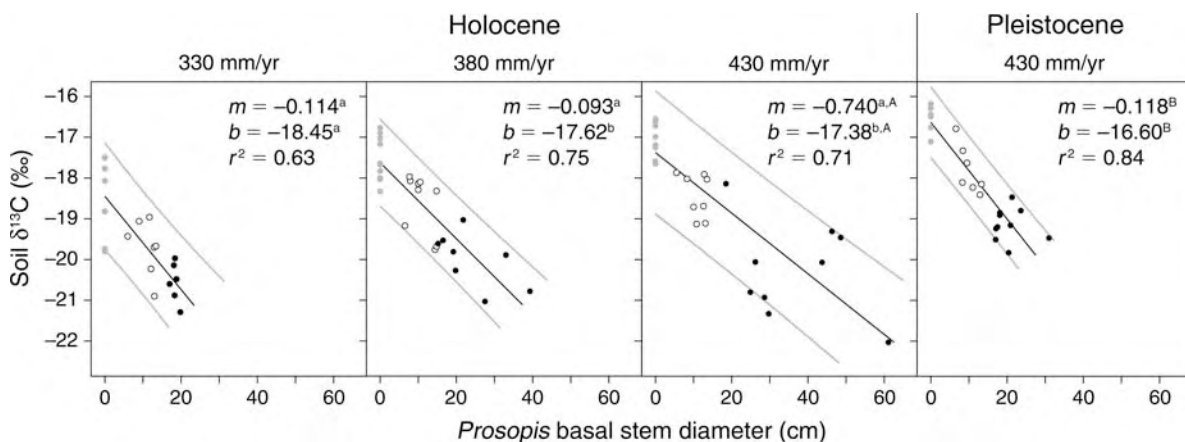 Holocene Pleistocene
330 mm/yr 380 mm/yr 430 mm/yr 430 mm/yr
m = –0.114ᵃ
b = –18.45ᵃ
r² = 0.63
m = –0.093ᵃ
b = –17.62ᵇ
r² = 0.75
m = –0.740ᵃ,ᴬ
b = –17.38ᵇ,ᴬ
r² = 0.71
m = –0.118ᴮ
b = –16.60ᴮ
r² = 0.84
Soil δ¹³C (‰)
–16
–17
–18
–19
–20
–21
–22
0 20 40 60 0 20 40 60 0 20 40 60 0 20 40 60
Prosopis basal stem diameter (cm)